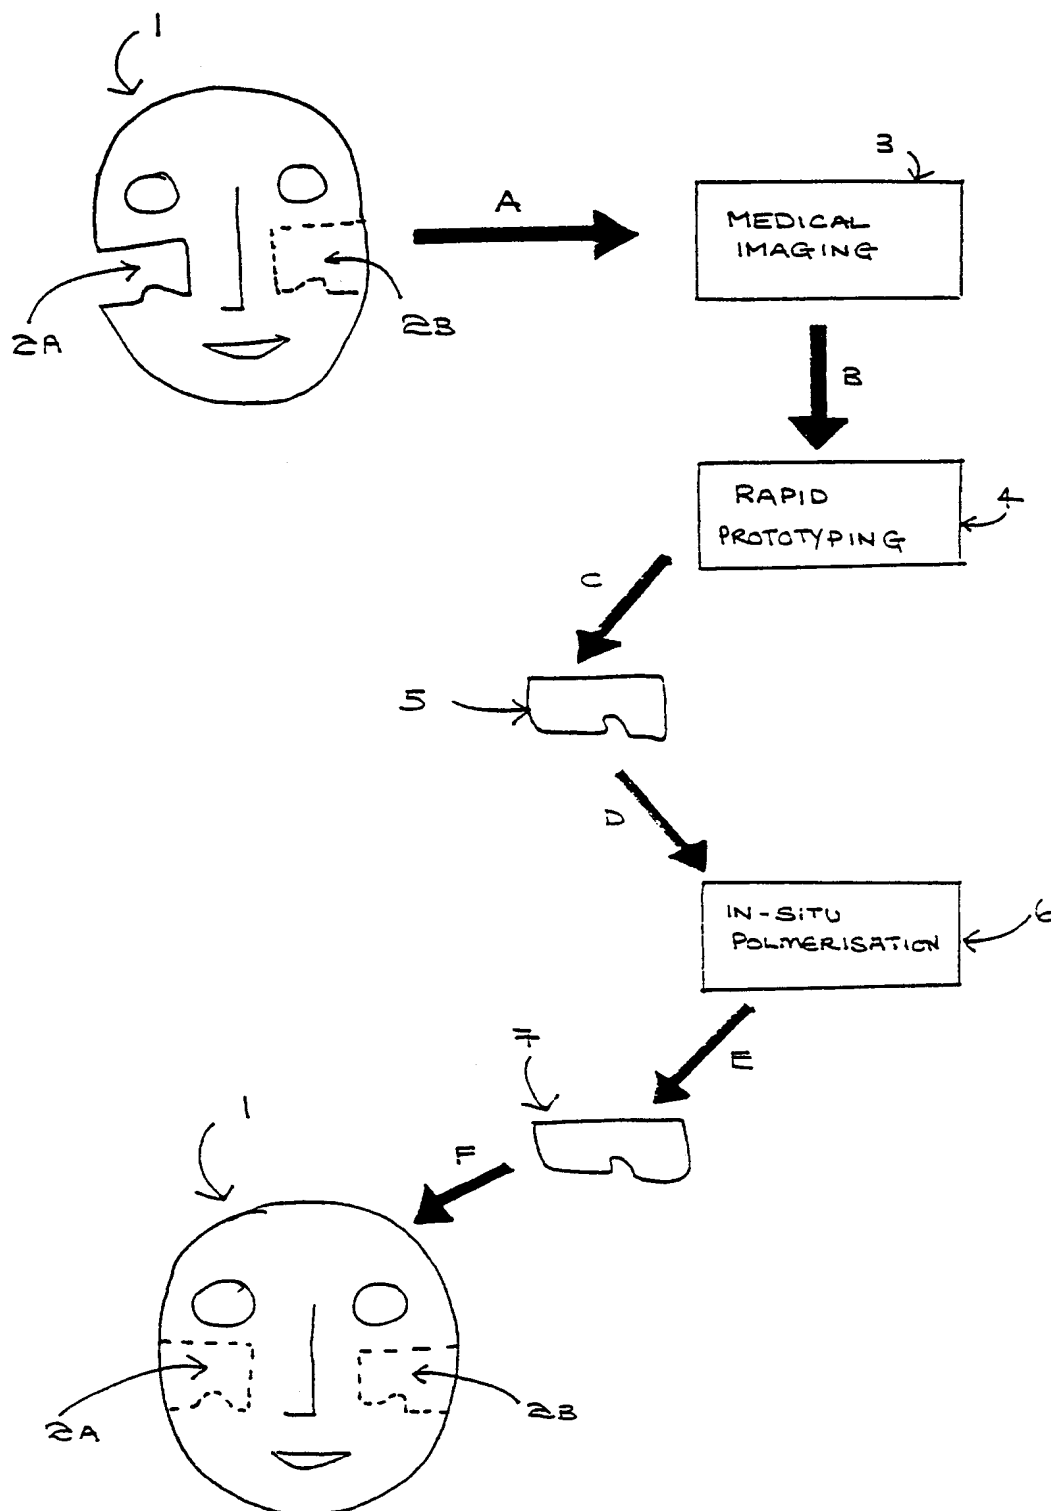 1
3
A
MEDICAL
IMAGING
2A
2B
B
RAPID
PROTOTYPING
4
C
5
D
IN-SITU
POLMERISATION
6
7
E
1
F
2A
2B